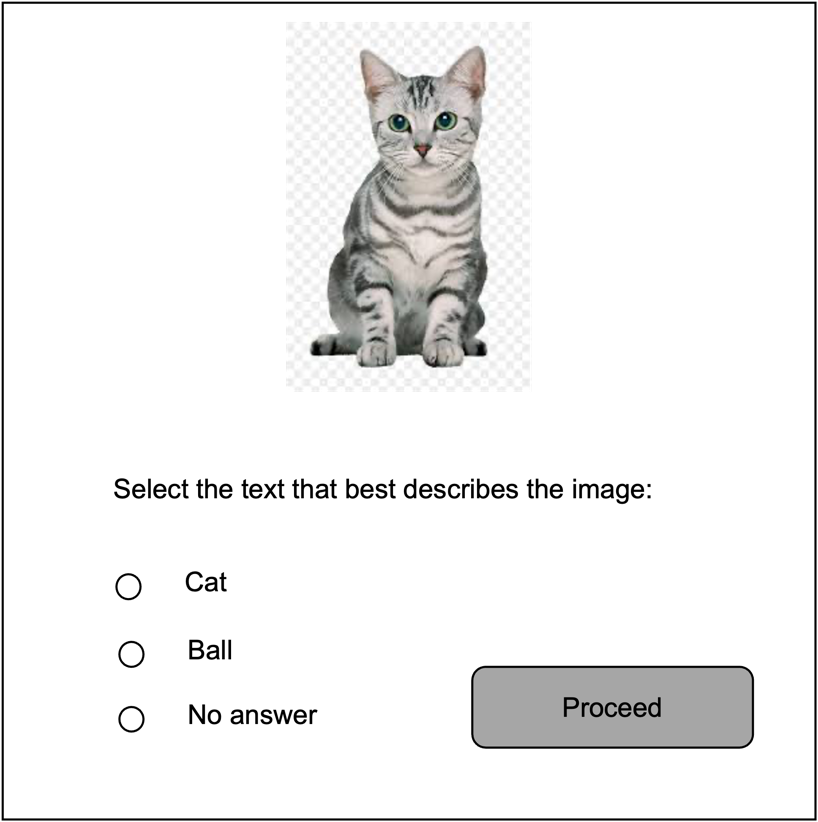 Select the text that best describes the image:
Cat
Ball
No answer
Proceed